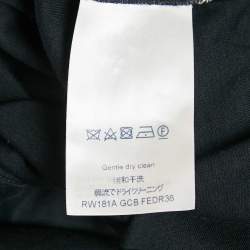 Gentle dry clean
温和干洗
弱流でドライクリーニング
RW181A GCB FEDR36